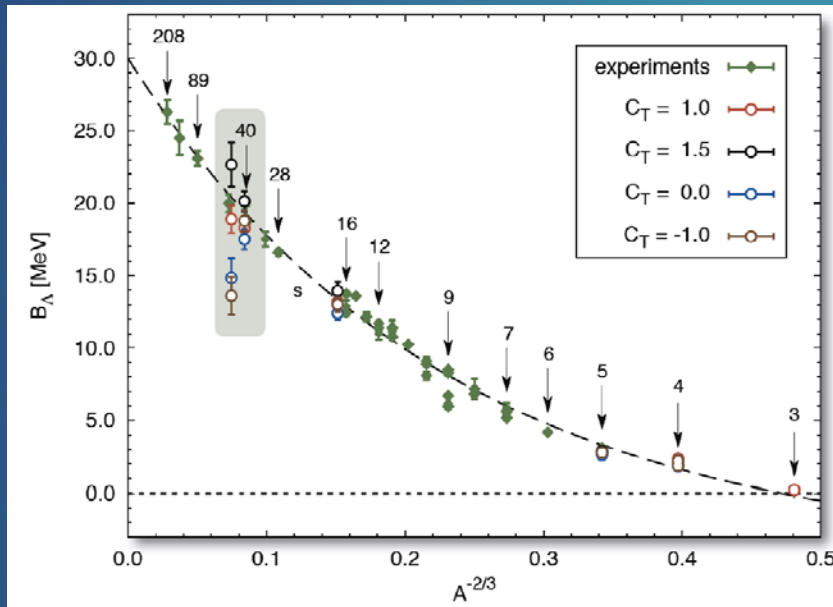 30.0
25.0
20.0
15.0
10.0
5.0
0.0
B_Λ [MeV]
208
89
40
28
16
12
9
7
6
5
4
3
s
experiments
C_T = 1.0
C_T = 1.5
C_T = 0.0
C_T = -1.0
0.0 0.1 0.2 0.3 0.4 0.5
A^{-2/3}